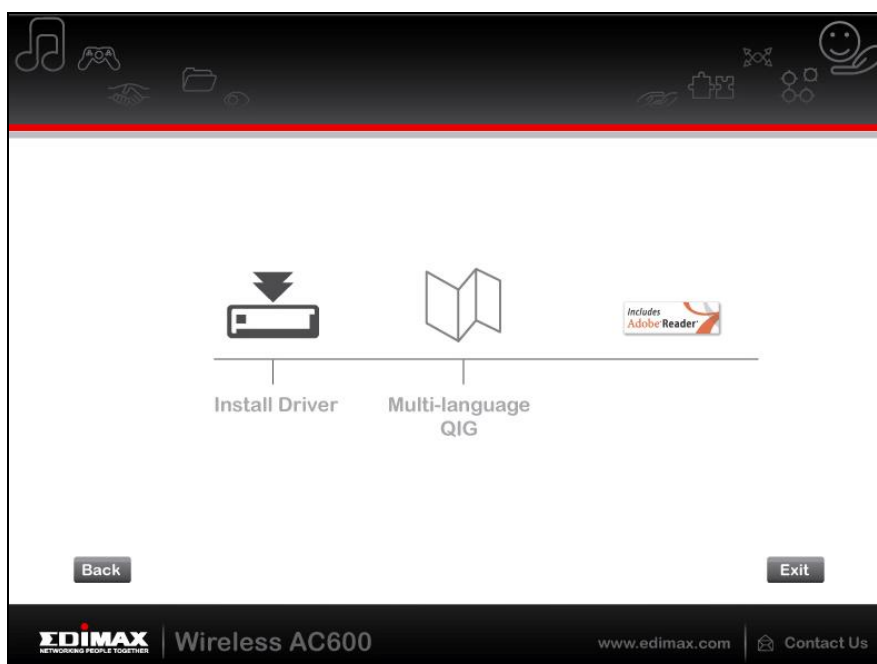 Includes
Adobe Reader
Install Driver
Multi-language
QIG
Back
Exit
EDIMAX
NETWORKING PEOPLE TOGETHER
Wireless AC600
www.edimax.com
Contact Us